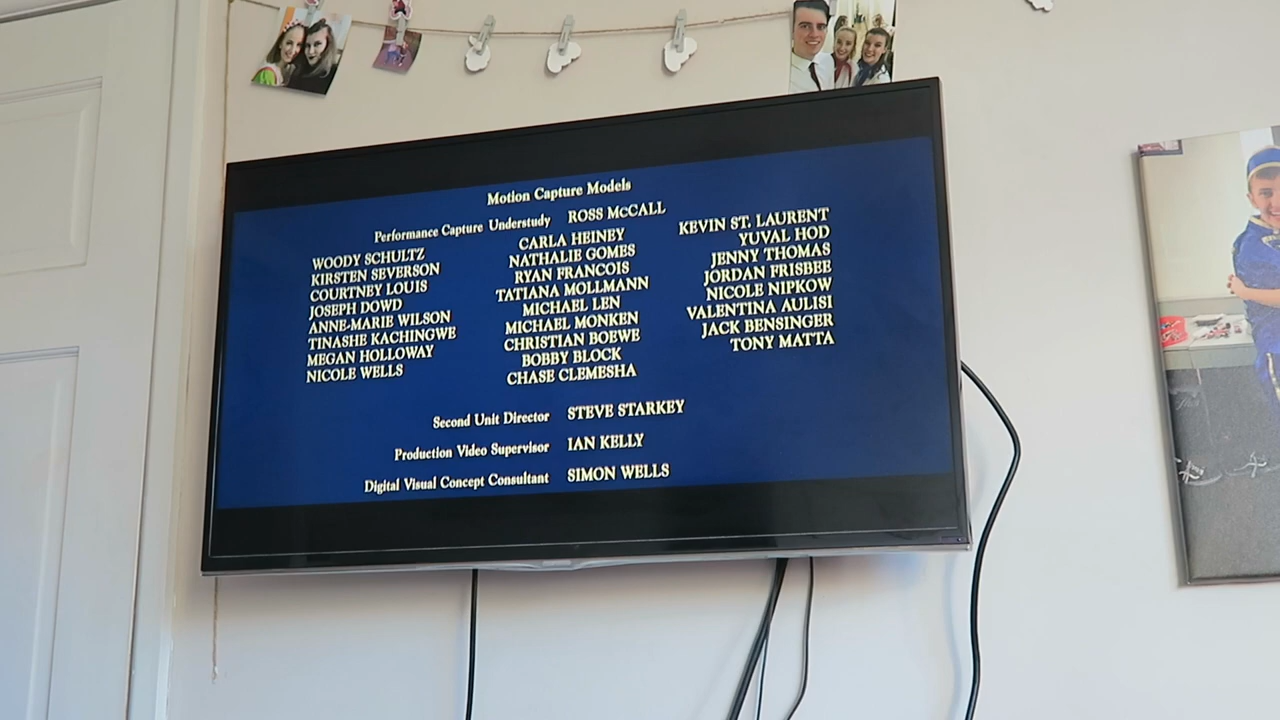 Motion Capture Models
Performance Capture Understudy ROSS McCALL
WOODY SCHULTZ
KIRSTEN SEVERSON
COURTNEY LOUIS
JOSEPH DOWD
ANNE-MARIE WILSON
TINASHE KACHINGWE
MEGAN HOLLOWAY
NICOLE WELLS
CARLA HEINEY
NATHALIE GOMES
RYAN FRANCOIS
TATIANA MOLLMANN
MICHAEL LEN
MICHAEL MONKEN
CHRISTIAN BOEWE
BOBBY BLOCK
CHASE CLEMESHA
KEVIN ST. LAURENT
YUVAL HOD
JENNY THOMAS
JORDAN FRISBEE
NICOLE NIPKOW
VALENTINA AULISI
JACK BENSINGER
TONY MATTA
Second Unit Director STEVE STARKEY
Production Video Supervisor IAN KELLY
Digital Visual Concept Consultant SIMON WELLS